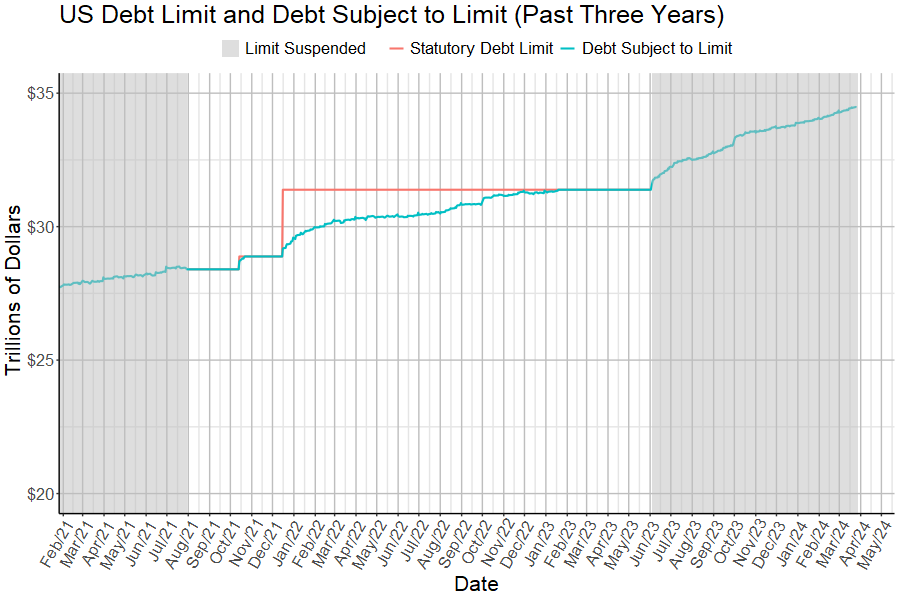 US Debt Limit and Debt Subject to Limit (Past Three Years)
Limit Suspended Statutory Debt Limit Debt Subject to Limit
Trillions of Dollars
$35
$30
$25
$20
Feb/21 Mar/21 Apr/21 May/21 Jun/21 Jul/21 Aug/21 Sep/21 Oct/21 Nov/21 Dec/21 Jan/22 Feb/22 Mar/22 Apr/22 May/22 Jun/22 Jul/22 Aug/22 Sep/22 Oct/22 Nov/22 Dec/22 Jan/23 Feb/23 Mar/23 Apr/23 May/23 Jun/23 Jul/23 Aug/23 Sep/23 Oct/23 Nov/23 Dec/23 Jan/24 Feb/24 Mar/24 Apr/24 May/24
Date